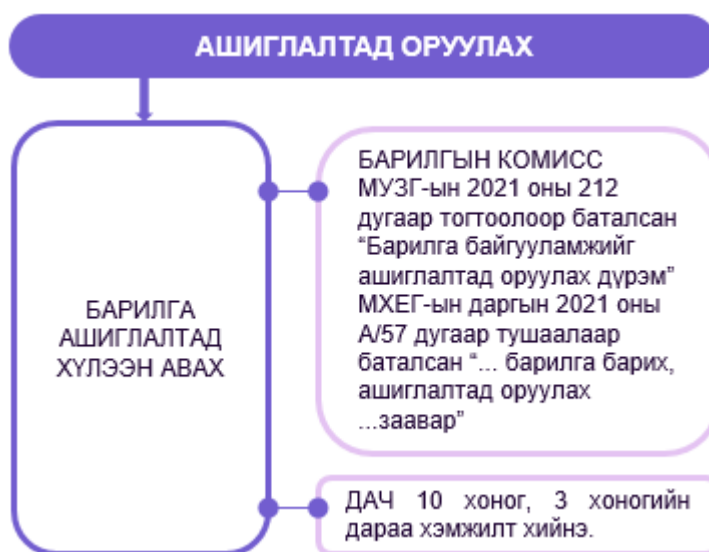 АШИГЛАЛТАД ОРУУЛАХ
БАРИЛГА
АШИГЛАЛТАД
ХҮЛЭЭН АВАХ
БАРИЛГЫН КОМИСС
МУЗГ-ын 2021 оны 212
дугаар тогтоолоор баталсан
“Барилга байгууламжийг
ашиглалтад оруулах дүрэм”
МХЕГ-ын даргын 2021 оны
А/57 дугаар тушаалаар
баталсан “... барилга барих,
ашиглалтад оруулах
...заавар”
ДАЧ 10 хоног, 3 хоногийн
дараа хэмжилт хийнэ.